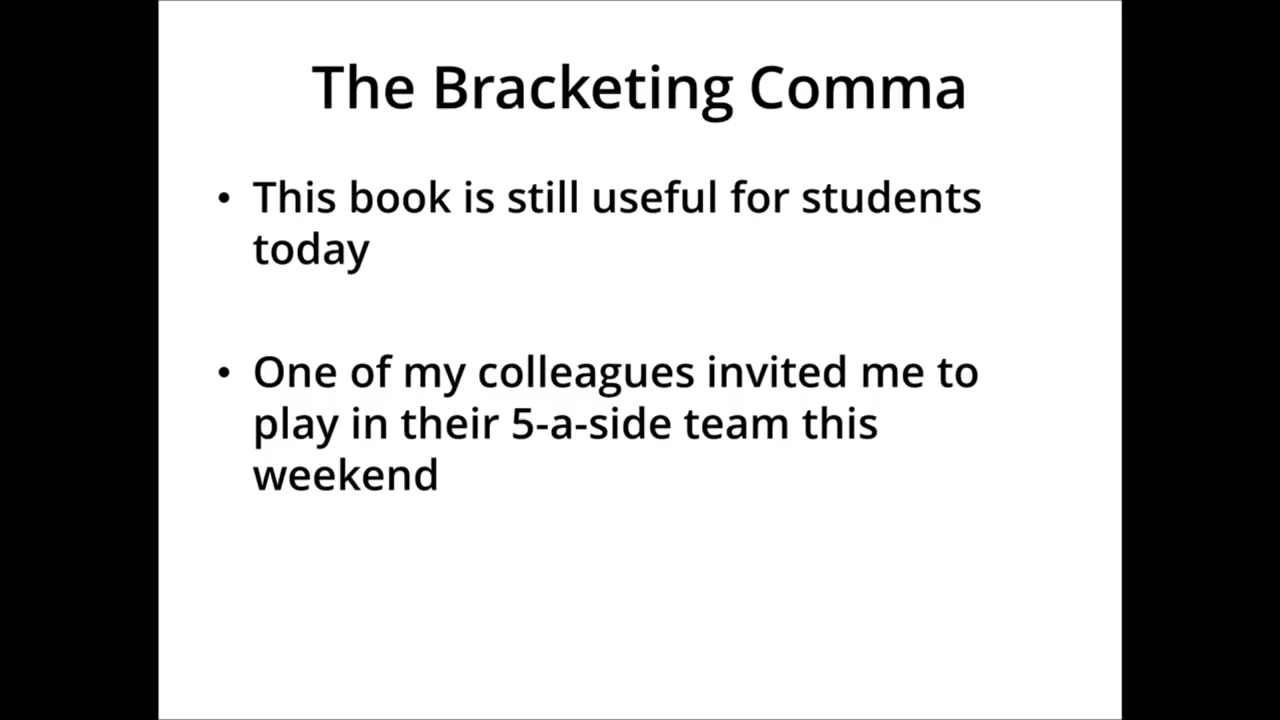 The Bracketing Comma
• This book is still useful for students
today
• One of my colleagues invited me to
play in their 5-a-side team this
weekend